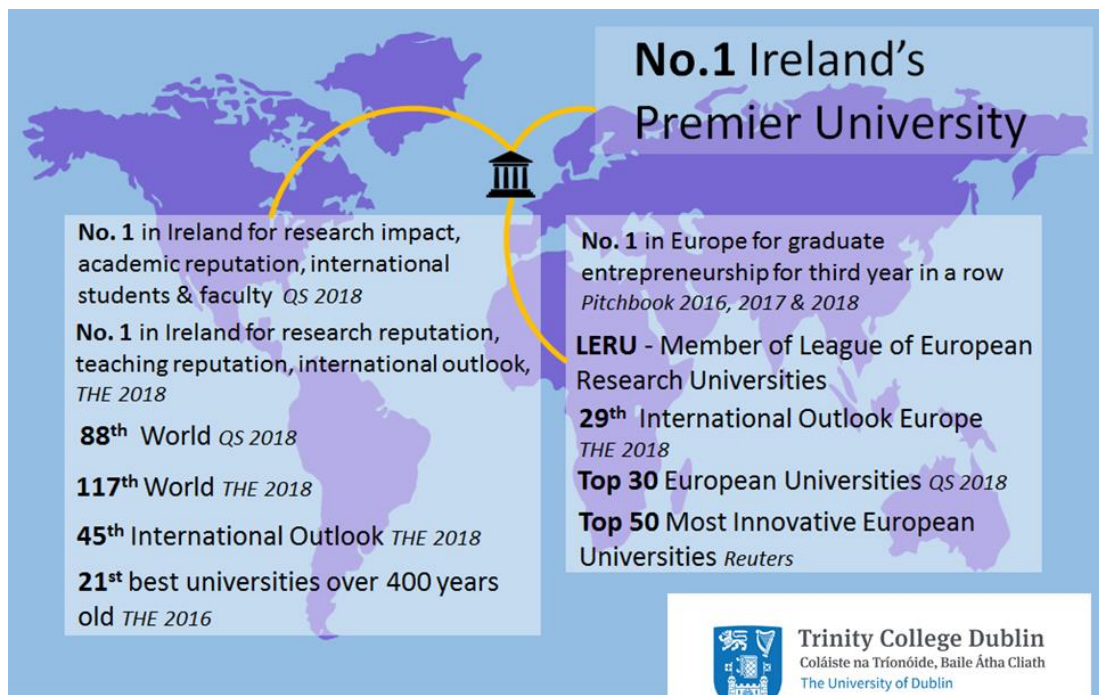 No.1 Ireland's
Premier University
No. 1 in Ireland for research impact,
academic reputation, international
students & faculty QS 2018
No. 1 in Ireland for research reputation,
teaching reputation, international outlook,
THE 2018
88th World QS 2018
117th World THE 2018
45th International Outlook THE 2018
21st best universities over 400 years
old THE 2016
No. 1 in Europe for graduate
entrepreneurship for third year in a row
Pitchbook 2016, 2017 & 2018
LERU - Member of League of European
Research Universities
29th International Outlook Europe
THE 2018
Top 30 European Universities QS 2018
Top 50 Most Innovative European
Universities Reuters
Trinity College Dublin
Coláiste na Tríonóide, Baile Átha Cliath
The University of Dublin